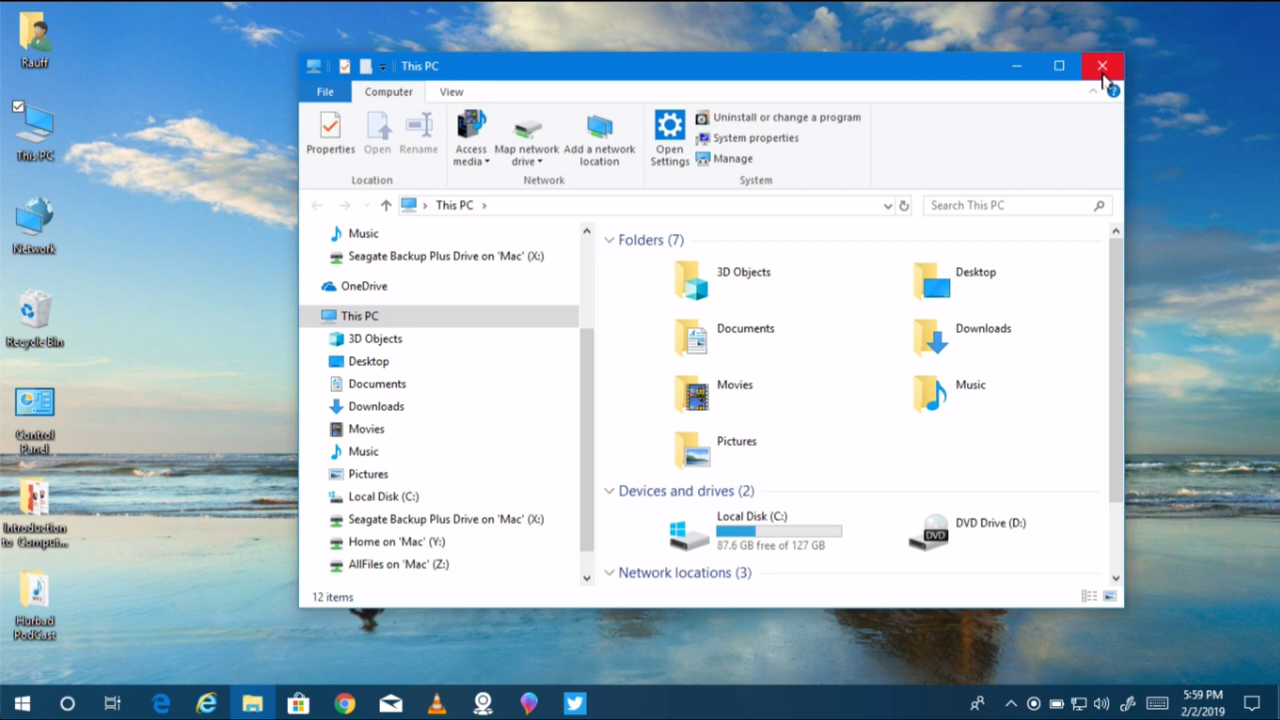 Rauff
This PC
Network
Recycle Bin
Control
Panel
Introduction
to Comput...
Hurbad
PodCast
This PC
File
Computer
View
Properties
Open
Rename
Location
Access
media
Map network
drive
Add a network
location
Network
Open
Settings
Uninstall or change a program
System properties
Manage
System
This PC
Search This PC
Music
Seagate Backup Plus Drive on 'Mac' (X:)
OneDrive
This PC
3D Objects
Desktop
Documents
Downloads
Movies
Music
Pictures
Local Disk (C:)
Seagate Backup Plus Drive on 'Mac' (X:)
Home on 'Mac' (Y:)
AllFiles on 'Mac' (Z:)
Folders (7)
3D Objects
Desktop
Documents
Downloads
Movies
Music
Pictures
Devices and drives (2)
Local Disk (C:)
87.6 GB free of 127 GB
DVD
DVD Drive (D:)
Network locations (3)
12 items
5:59 PM
2/2/2019